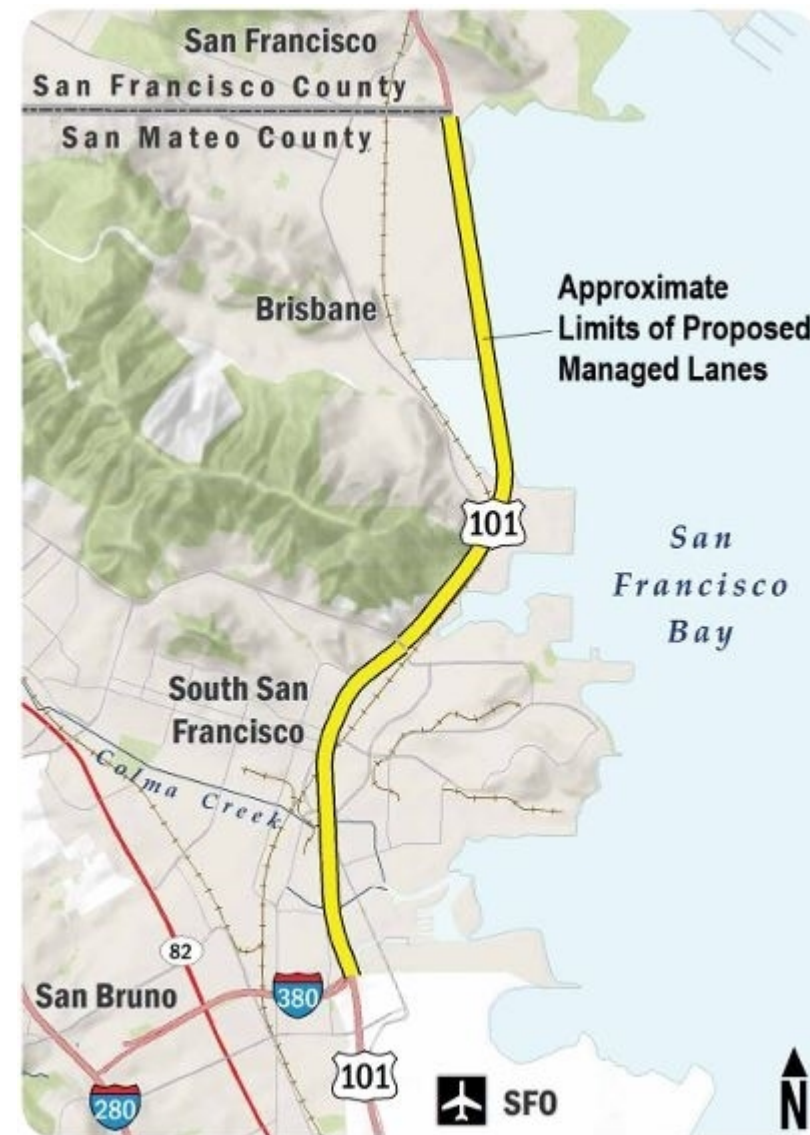 San Francisco
San Francisco County
San Mateo County
Approximate
Limits of Proposed
Managed Lanes
Brisbane
101
San
Francisco
Bay
South San
Francisco
Colma Creek
82
San Bruno
380
101
280
SFO
N